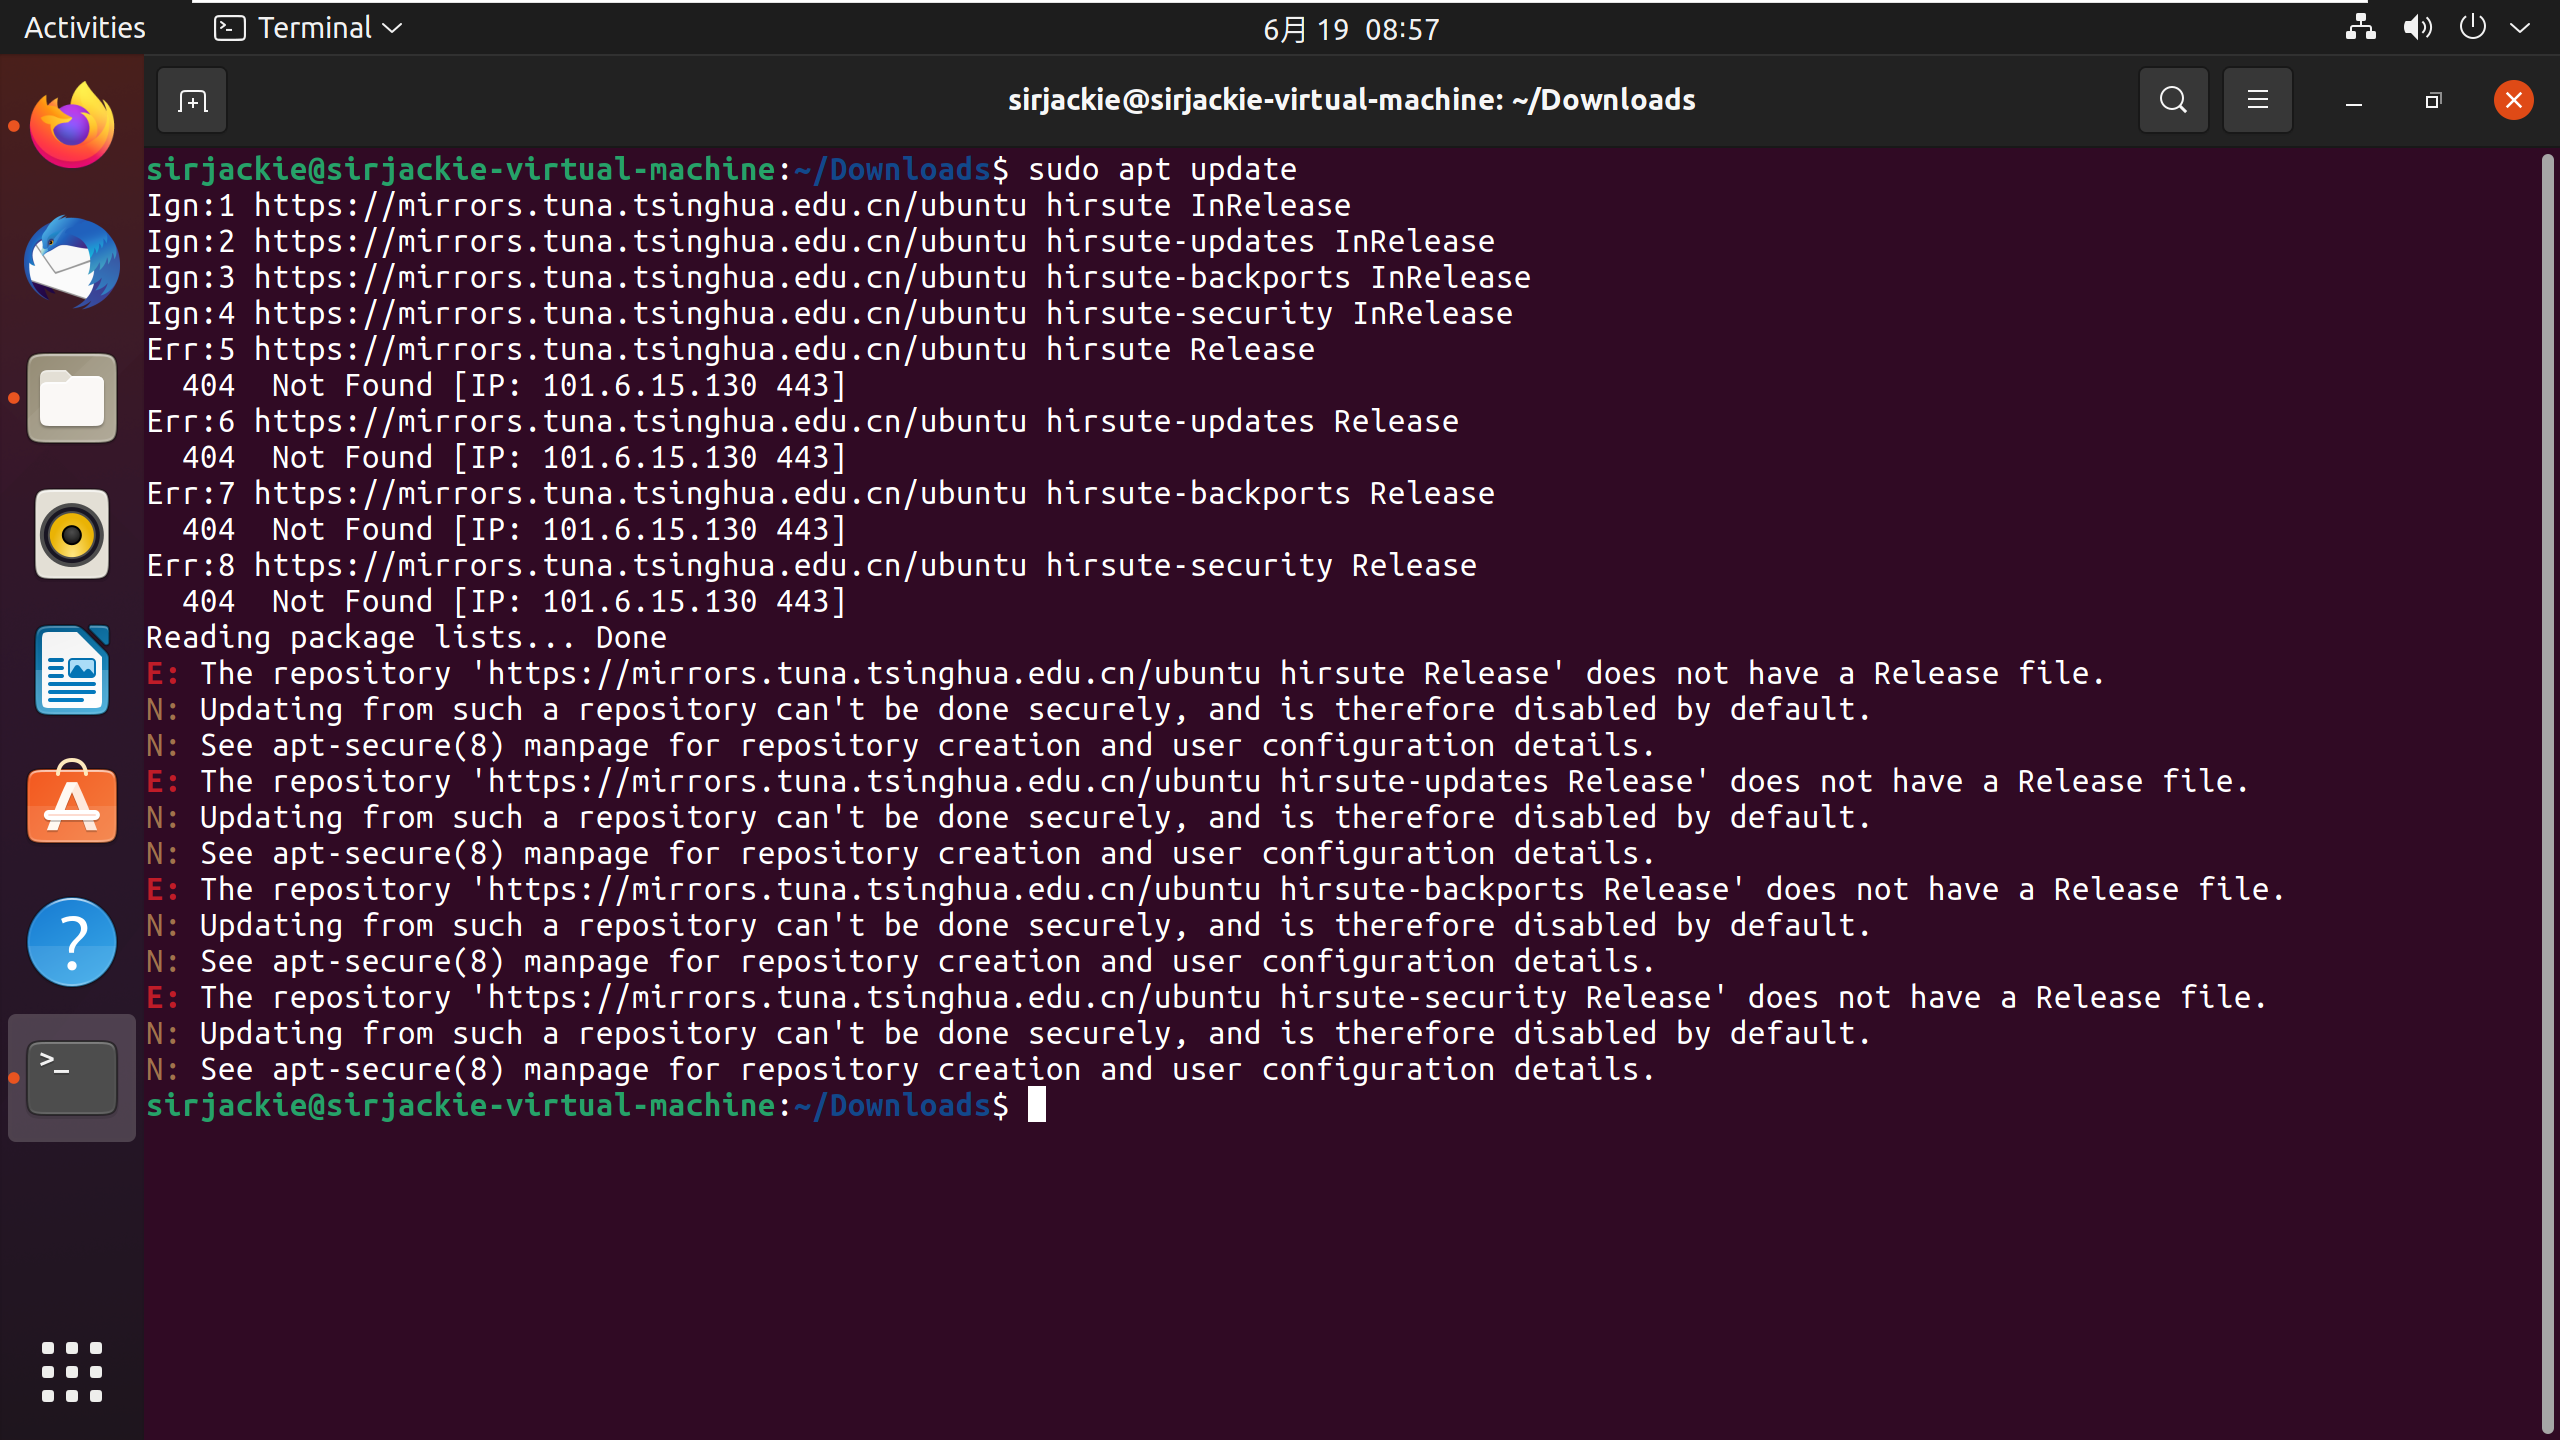 Activities
Terminal
6月 19 08:57
sirjackie@sirjackie-virtual-machine: ~/Downloads
sirjackie@sirjackie-virtual-machine:~/Downloads$ sudo apt update
Ign:1 https://mirrors.tuna.tsinghua.edu.cn/ubuntu hirsute InRelease
Ign:2 https://mirrors.tuna.tsinghua.edu.cn/ubuntu hirsute-updates InRelease
Ign:3 https://mirrors.tuna.tsinghua.edu.cn/ubuntu hirsute-backports InRelease
Ign:4 https://mirrors.tuna.tsinghua.edu.cn/ubuntu hirsute-security InRelease
Err:5 https://mirrors.tuna.tsinghua.edu.cn/ubuntu hirsute Release
  404  Not Found [IP: 101.6.15.130 443]
Err:6 https://mirrors.tuna.tsinghua.edu.cn/ubuntu hirsute-updates Release
  404  Not Found [IP: 101.6.15.130 443]
Err:7 https://mirrors.tuna.tsinghua.edu.cn/ubuntu hirsute-backports Release
  404  Not Found [IP: 101.6.15.130 443]
Err:8 https://mirrors.tuna.tsinghua.edu.cn/ubuntu hirsute-security Release
  404  Not Found [IP: 101.6.15.130 443]
Reading package lists... Done
E: The repository 'https://mirrors.tuna.tsinghua.edu.cn/ubuntu hirsute Release' does not have a Release file.
N: Updating from such a repository can't be done securely, and is therefore disabled by default.
N: See apt-secure(8) manpage for repository creation and user configuration details.
E: The repository 'https://mirrors.tuna.tsinghua.edu.cn/ubuntu hirsute-updates Release' does not have a Release file.
N: Updating from such a repository can't be done securely, and is therefore disabled by default.
N: See apt-secure(8) manpage for repository creation and user configuration details.
E: The repository 'https://mirrors.tuna.tsinghua.edu.cn/ubuntu hirsute-backports Release' does not have a Release file.
N: Updating from such a repository can't be done securely, and is therefore disabled by default.
N: See apt-secure(8) manpage for repository creation and user configuration details.
E: The repository 'https://mirrors.tuna.tsinghua.edu.cn/ubuntu hirsute-security Release' does not have a Release file.
N: Updating from such a repository can't be done securely, and is therefore disabled by default.
N: See apt-secure(8) manpage for repository creation and user configuration details.
sirjackie@sirjackie-virtual-machine:~/Downloads$